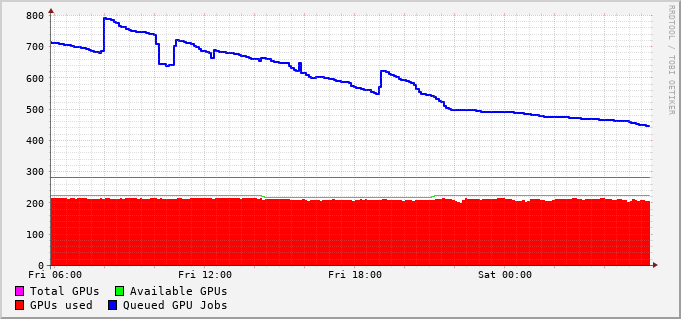 800
700
600
500
400
300
200
100
0
Fri 06:00 Fri 12:00 Fri 18:00 Sat 00:00
Total GPUs Available GPUs
GPUs used Queued GPU Jobs
RRDTOOL / TOBI OETIKER